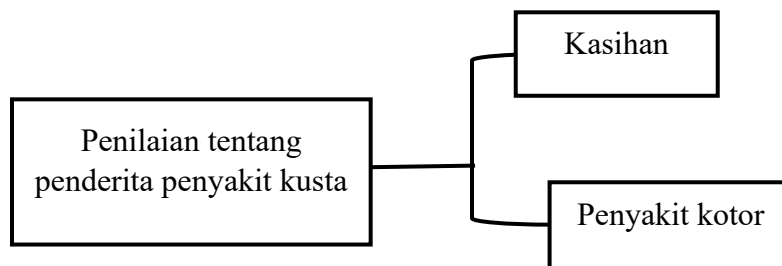 Kasihan
Penilaian tentang
penderita penyakit kusta
Penyakit kotor